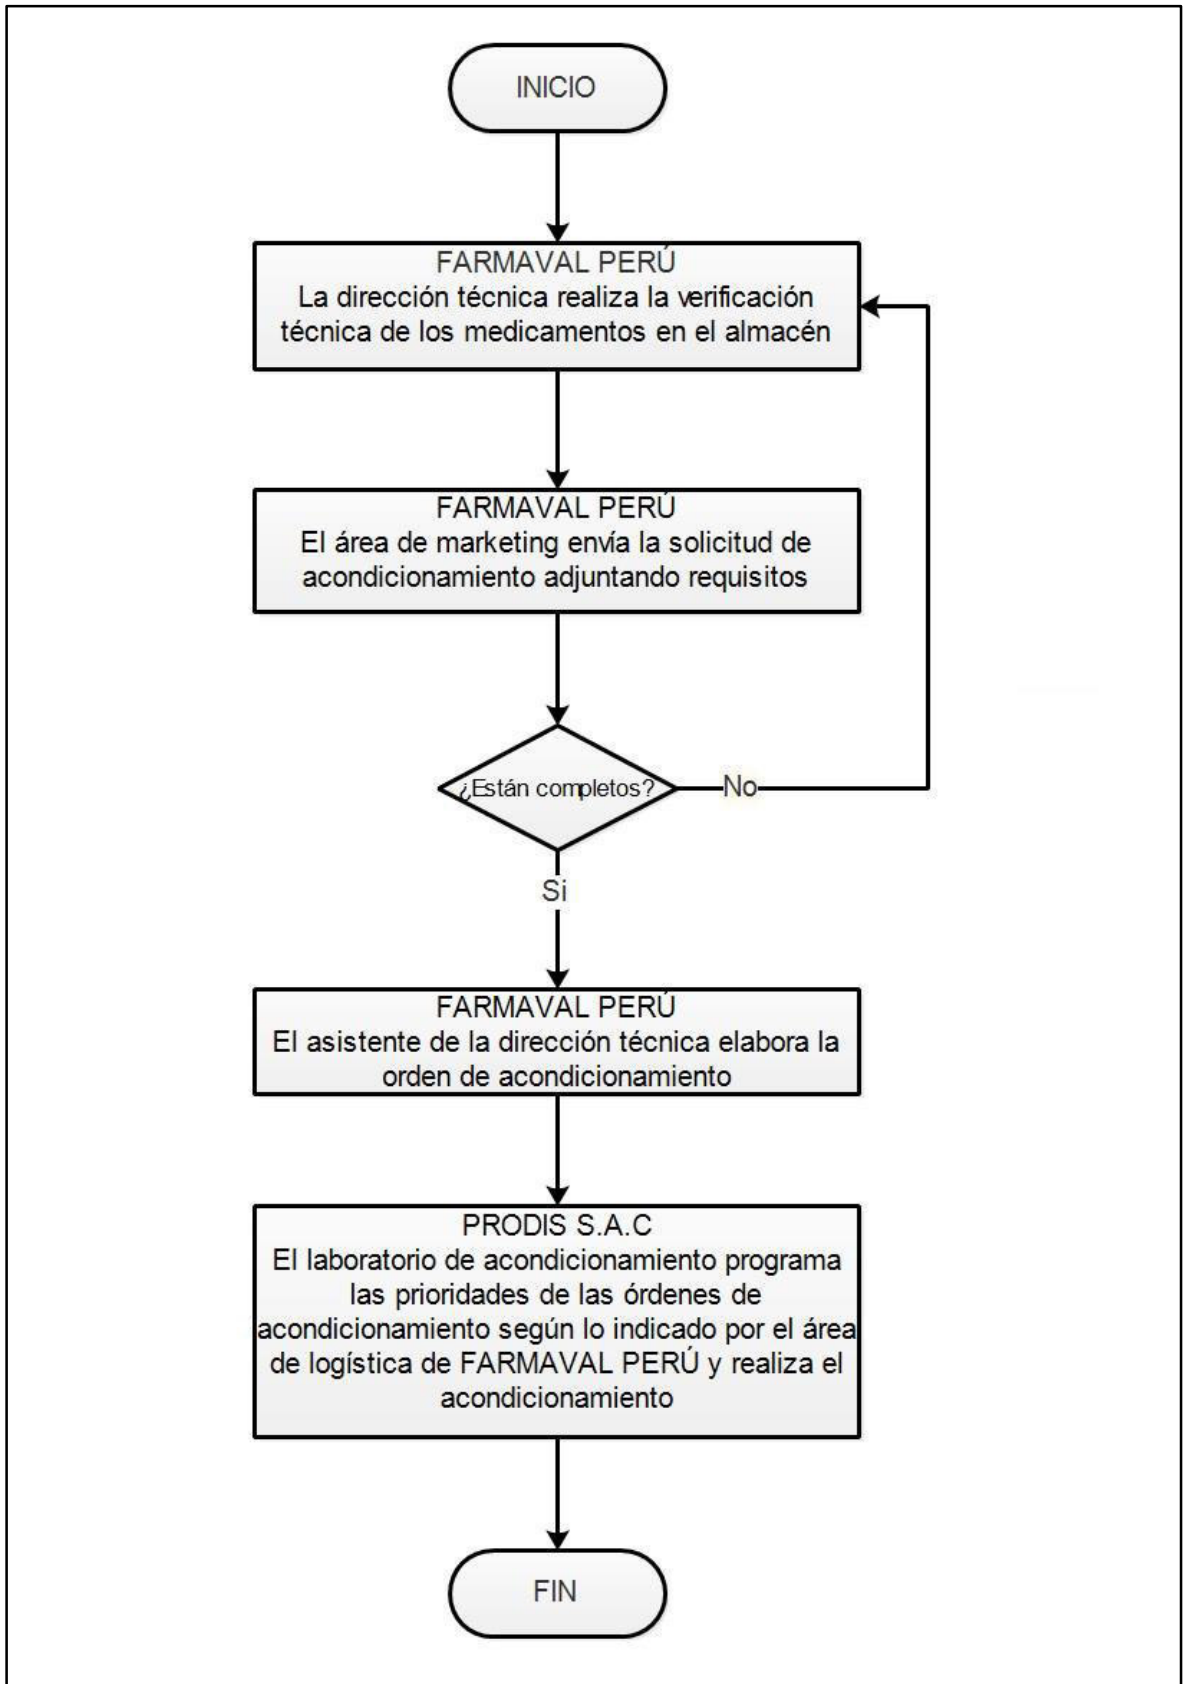 INICIO
FARMAVAL PERÚ
La dirección técnica realiza la verificación
técnica de los medicamentos en el almacén
FARMAVAL PERÚ
El área de marketing envía la solicitud de
acondicionamiento adjuntando requisitos
¿Están completos?
No
Si
FARMAVAL PERÚ
El asistente de la dirección técnica elabora la
orden de acondicionamiento
PRODIS S.A.C
El laboratorio de acondicionamiento programa
las prioridades de las órdenes de
acondicionamiento según lo indicado por el área
de logística de FARMAVAL PERÚ y realiza el
acondicionamiento
FIN